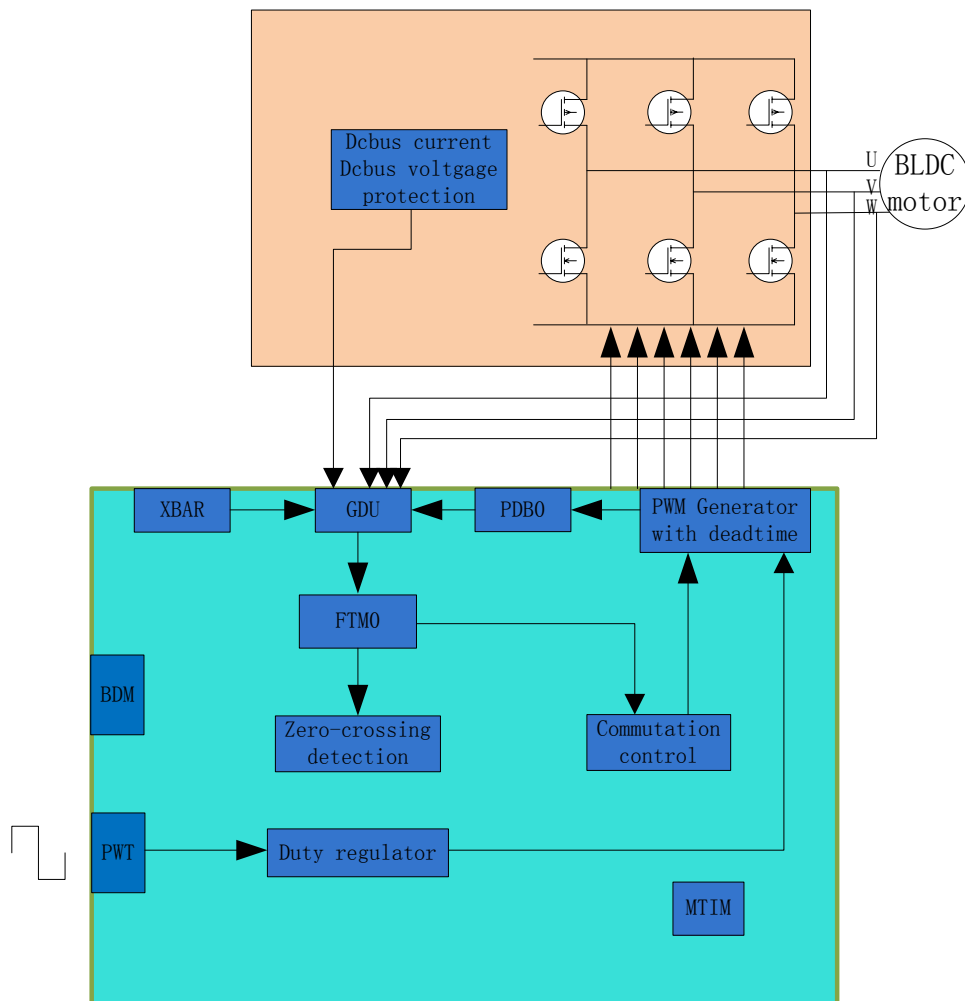 Dcbus current
Dcbus voltgage
protection
U
V
W
BLDC
motor
XBAR
GDU
PDB0
PWM Generator
with deadtime
FTM0
BDM
Zero-crossing
detection
Commutation
control
PWT
Duty regulator
MTIM